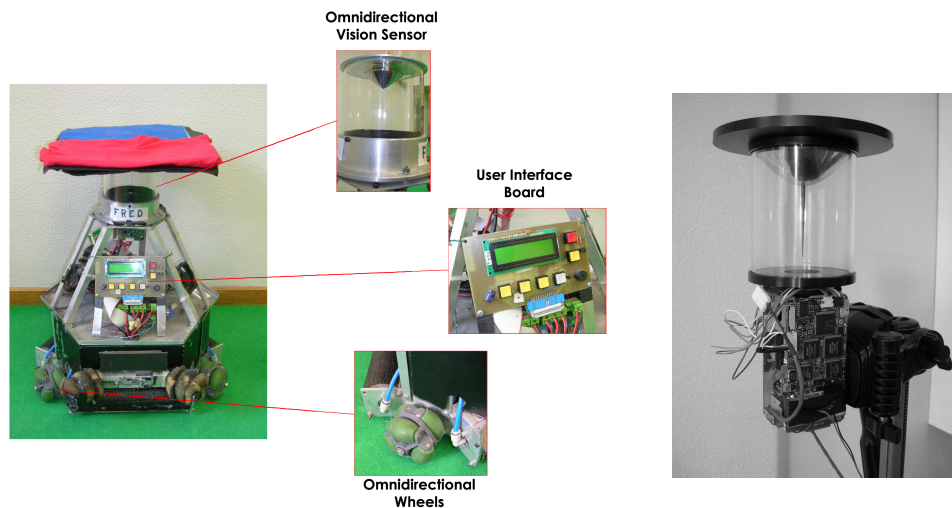 Omnidirectional
Vision Sensor
User Interface
Board
FRED
F
Omnidirectional
Wheels